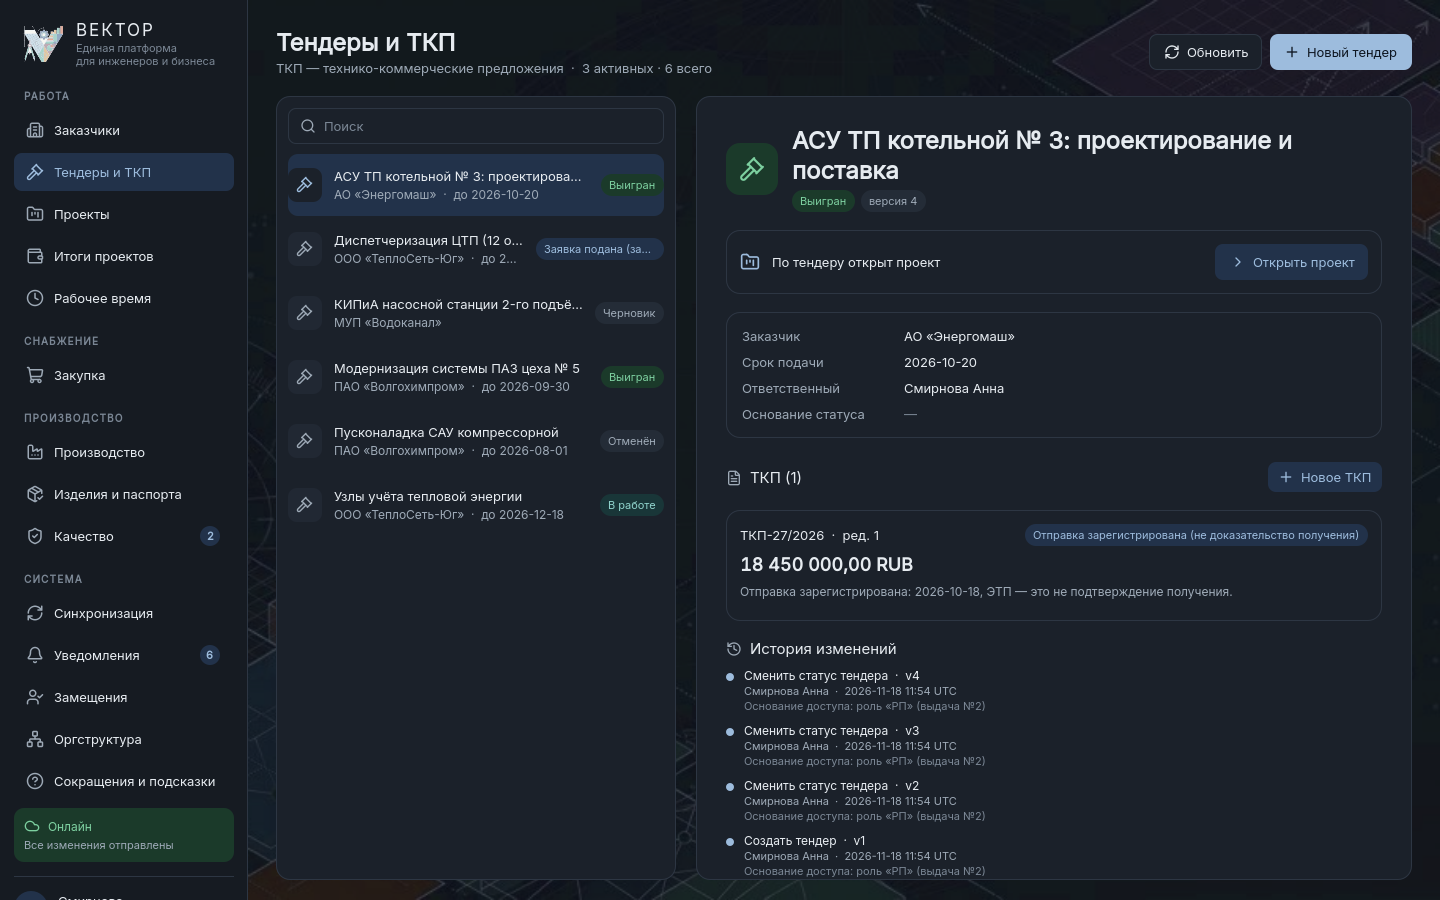 ВЕКТОР
Единая платформа
для инженеров и бизнеса
РАБОТА
Заказчики
Тендеры и ТКП
Проекты
Итоги проектов
Рабочее время
СНАБЖЕНИЕ
Закупка
ПРОИЗВОДСТВО
Производство
Изделия и паспорта
Качество 2
СИСТЕМА
Синхронизация
Уведомления 6
Замещения
Оргструктура
Сокращения и подсказки
Онлайн
Все изменения отправлены
Тендеры и ТКП
ТКП — технико-коммерческие предложения · 3 активных · 6 всего
Обновить
Новый тендер
Поиск
АСУ ТП котельной № 3: проектирова... Выигран
АО «Энергомаш» · до 2026-10-20
Диспетчеризация ЦТП (12 о... Заявка подана (за...
ООО «ТеплоСеть-Юг» · до 2...
КИПиА насосной станции 2-го подъё... Черновик
МУП «Водоканал»
Модернизация системы ПАЗ цеха № 5 Выигран
ПАО «Волгохимпром» · до 2026-09-30
Пусконаладка САУ компрессорной Отменён
ПАО «Волгохимпром» · до 2026-08-01
Узлы учёта тепловой энергии В работе
ООО «ТеплоСеть-Юг» · до 2026-12-18
АСУ ТП котельной № 3: проектирование и
поставка
Выигран версия 4
По тендеру открыт проект Открыть проект
Заказчик АО «Энергомаш»
Срок подачи 2026-10-20
Ответственный Смирнова Анна
Основание статуса —
ТКП (1) Новое ТКП
ТКП-27/2026 · ред. 1 Отправка зарегистрирована (не доказательство получения)
18 450 000,00 RUB
Отправка зарегистрирована: 2026-10-18, ЭТП — это не подтверждение получения.
История изменений
Сменить статус тендера · v4
Смирнова Анна · 2026-11-18 11:54 UTC
Основание доступа: роль «РП» (выдача №2)
Сменить статус тендера · v3
Смирнова Анна · 2026-11-18 11:54 UTC
Основание доступа: роль «РП» (выдача №2)
Сменить статус тендера · v2
Смирнова Анна · 2026-11-18 11:54 UTC
Основание доступа: роль «РП» (выдача №2)
Создать тендер · v1
Смирнова Анна · 2026-11-18 11:54 UTC
Основание доступа: роль «РП» (выдача №2)